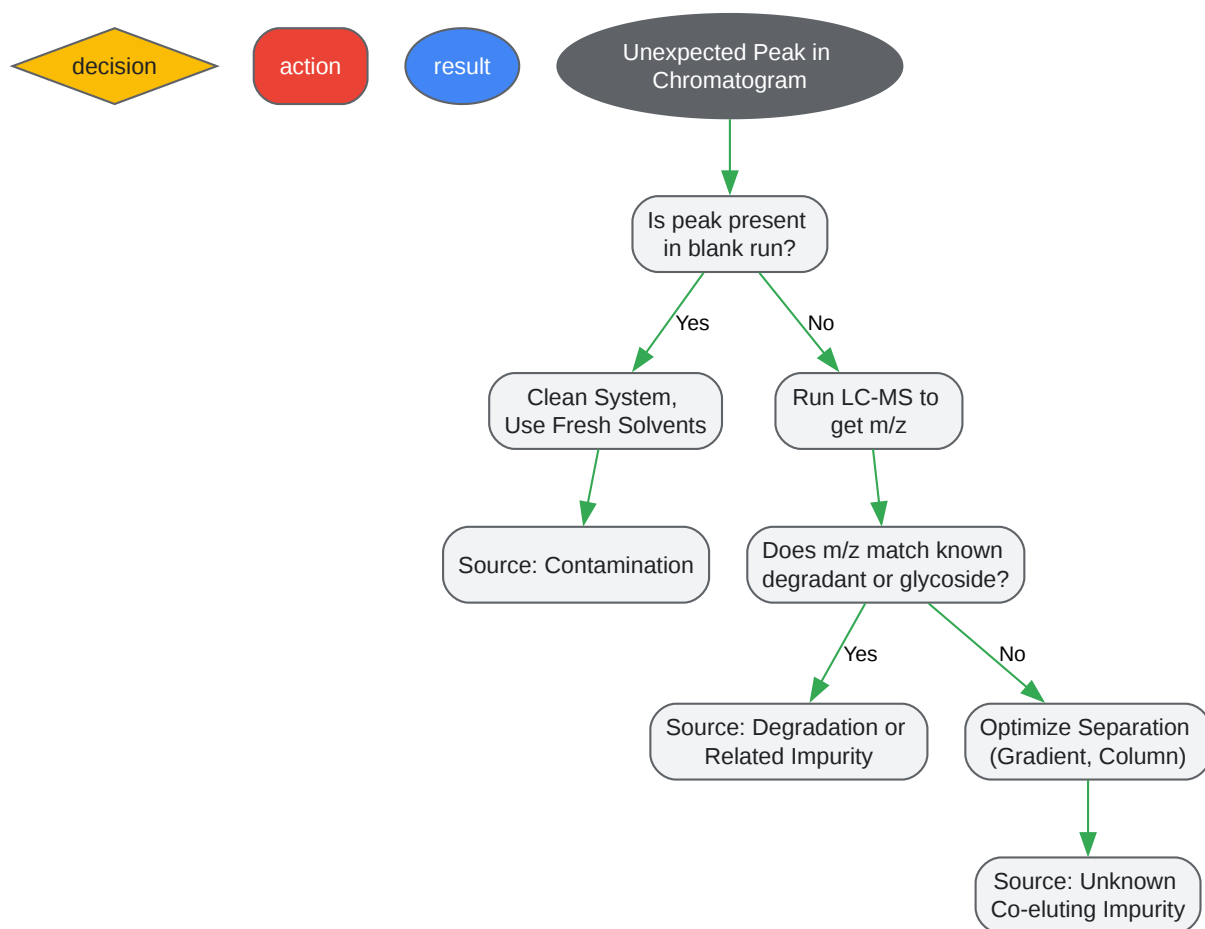 decision
action
result
Unexpected Peak in
Chromatogram
Is peak present
in blank run?
Yes
No
Clean System,
Use Fresh Solvents
Run LC-MS to
get m/z
Source: Contamination
Does m/z match known
degradant or glycoside?
Yes
No
Source: Degradation or
Related Impurity
Optimize Separation
(Gradient, Column)
Source: Unknown
Co-eluting Impurity